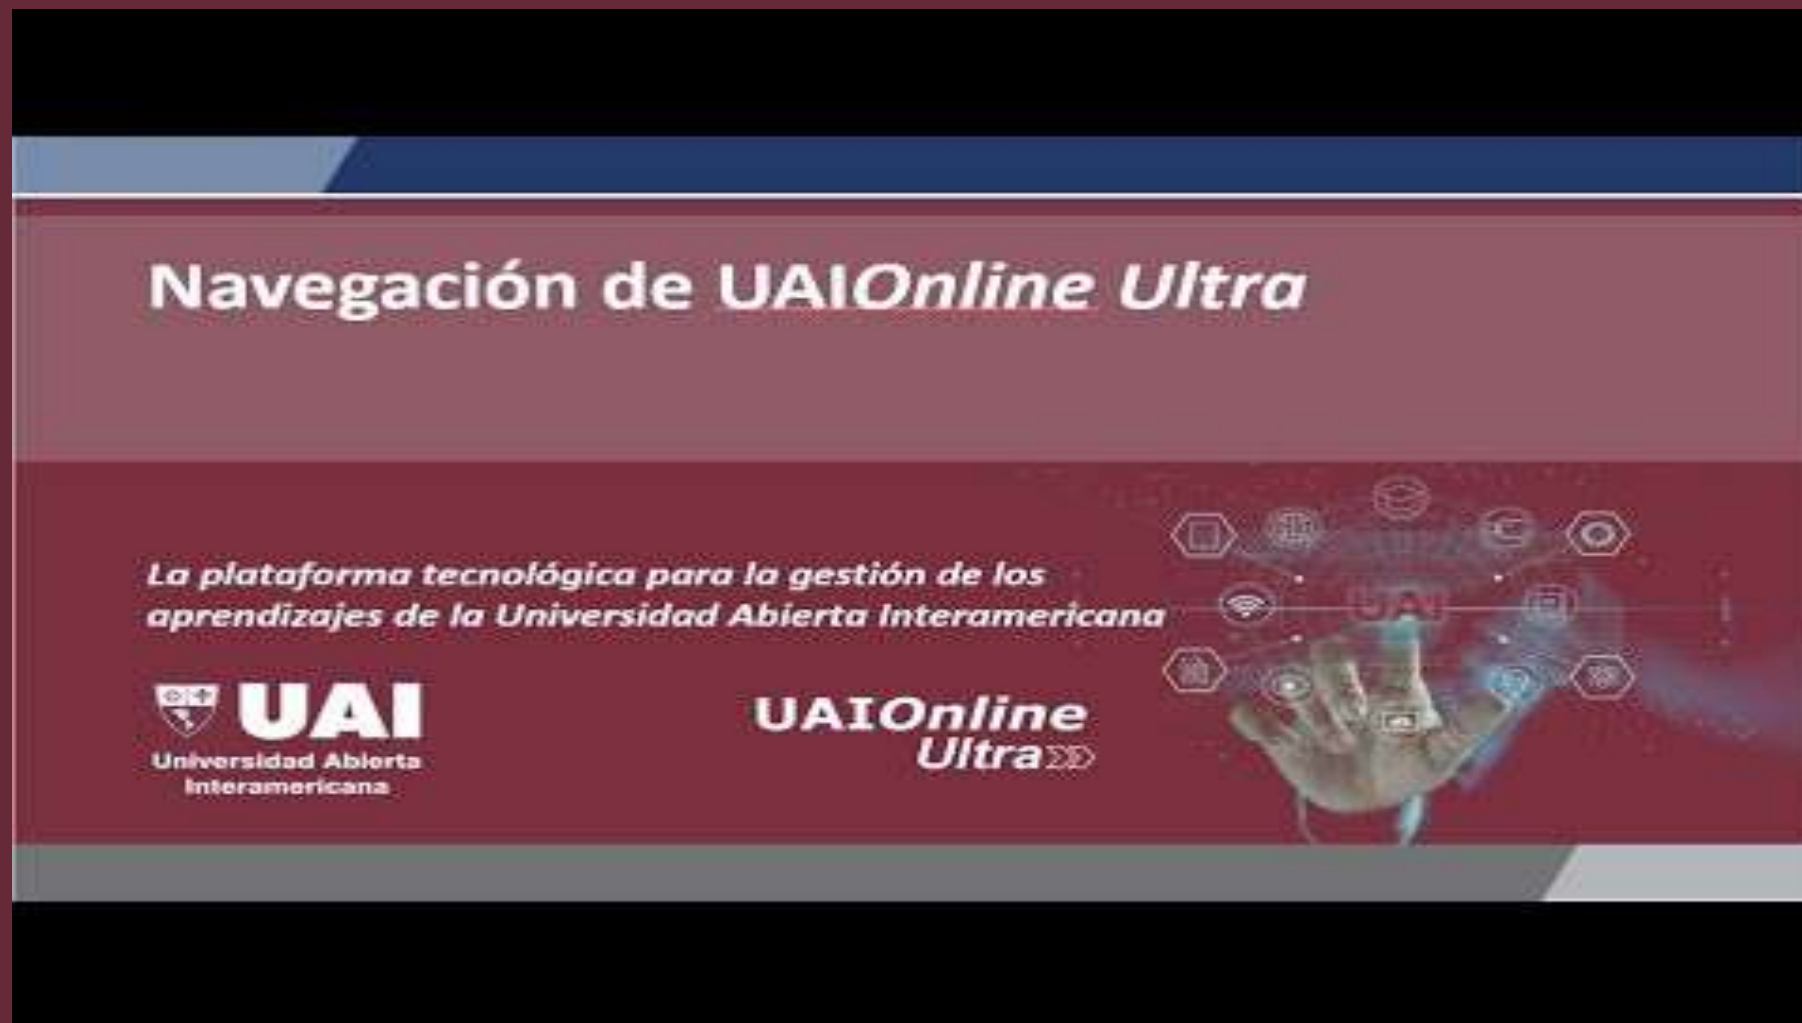 Navegación de UAIOnline Ultra
La plataforma tecnológica para la gestión de los
aprendizajes de la Universidad Abierta Interamericana
UAI
Universidad Abierta
Interamericana
UAIOnline
Ultra
UAI